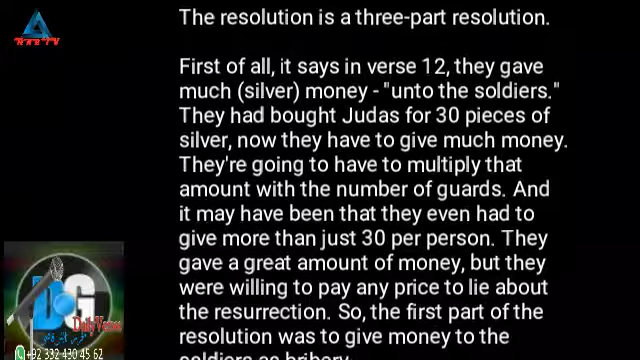 The resolution is a three-part resolution.
First of all, it says in verse 12, they gave
much (silver) money - "unto the soldiers."
They had bought Judas for 30 pieces of
silver, now they have to give much money.
They're going to have to multiply that
amount with the number of guards. And
it may have been that they even had to
give more than just 30 per person. They
gave a great amount of money, but they
were willing to pay any price to lie about
the resurrection. So, the first part of the
resolution was to give money to the
soldiers as bribery.
DG
+92 332 430 45 62